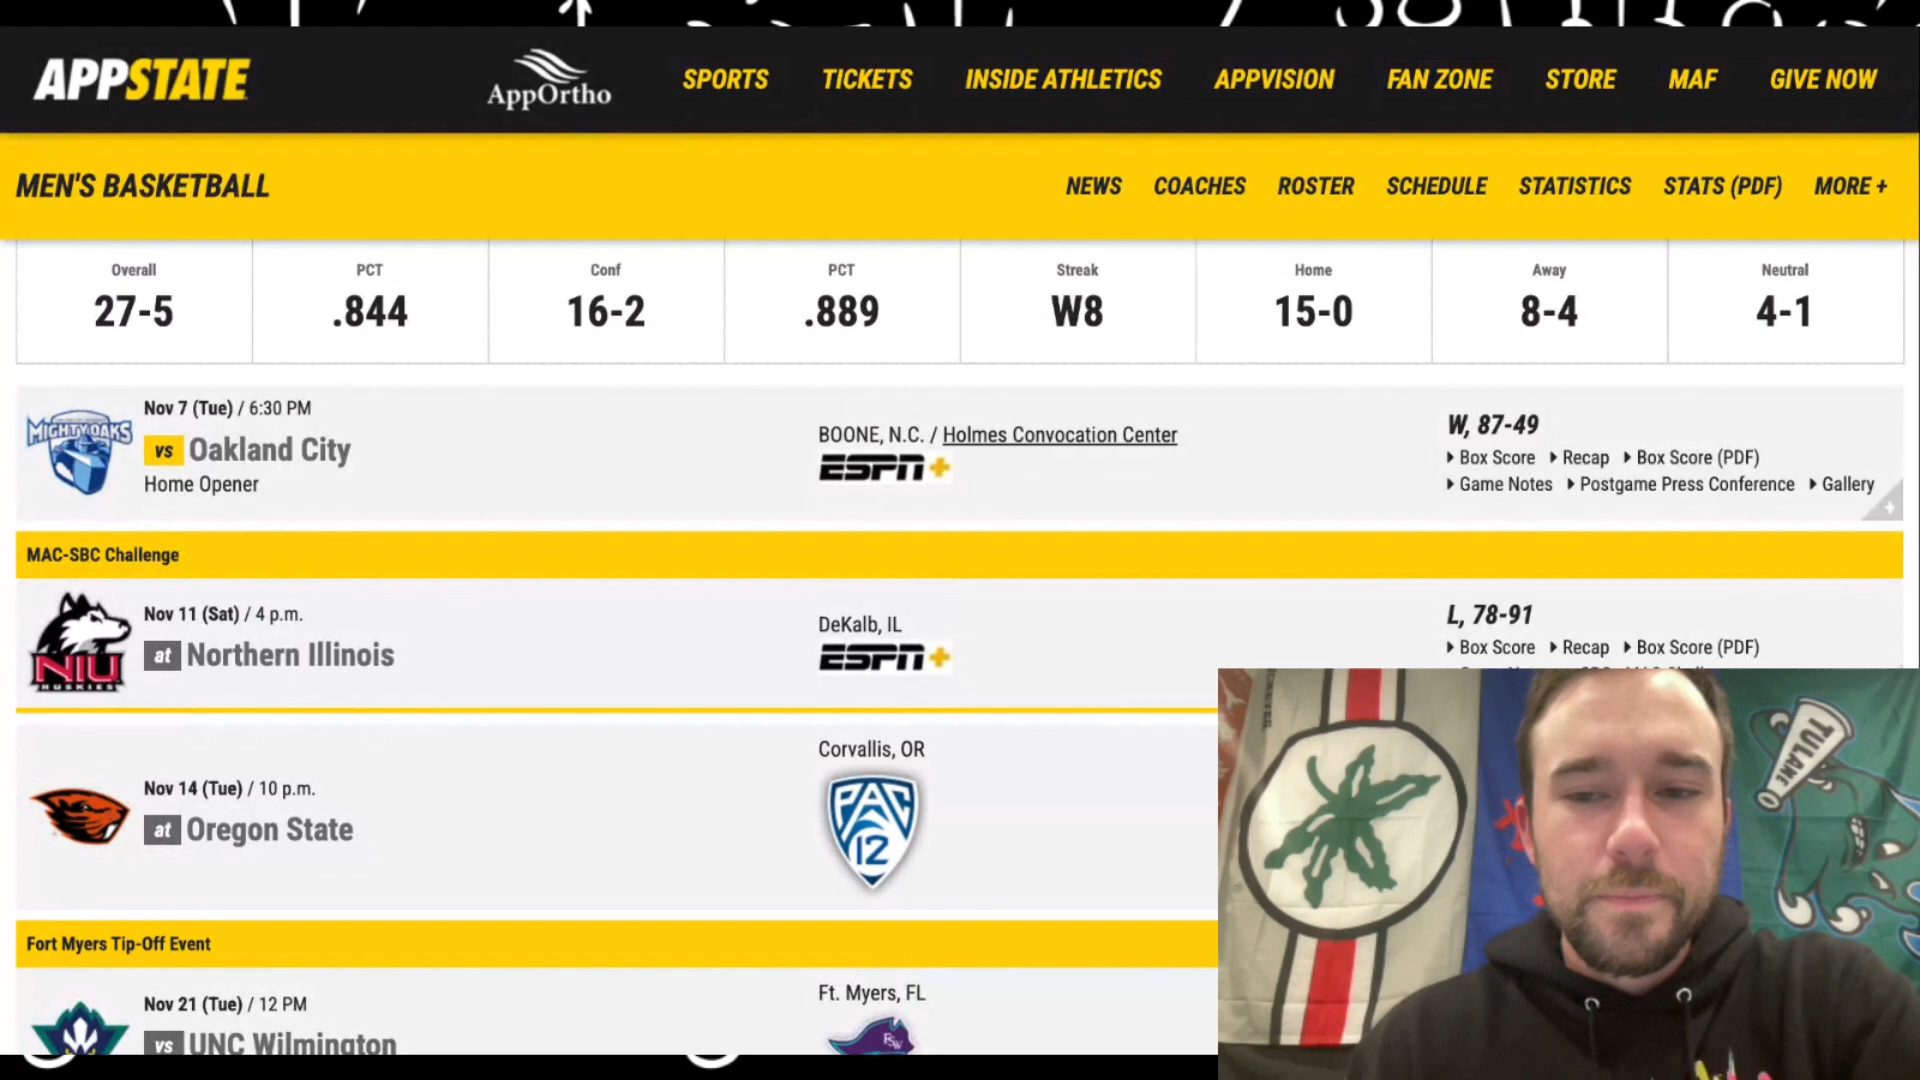 APPSTATE
AppOrtho
SPORTS TICKETS INSIDE ATHLETICS APPVISION FAN ZONE STORE MAF GIVE NOW
MEN'S BASKETBALL
NEWS COACHES ROSTER SCHEDULE STATISTICS STATS (PDF) MORE +
Overall PCT Conf PCT Streak Home Away Neutral
27-5 .844 16-2 .889 W8 15-0 8-4 4-1
MIGHTY OAKS
Nov 7 (Tue) / 6:30 PM
vs Oakland City
Home Opener
BOONE, N.C. / Holmes Convocation Center
ESPN+
W, 87-49
Box Score Recap Box Score (PDF)
Game Notes Postgame Press Conference Gallery
+
MAC-SBC Challenge
NIU
HUSKIES
Nov 11 (Sat) / 4 p.m.
at Northern Illinois
DeKalb, IL
ESPN+
L, 78-91
Box Score Recap Box Score (PDF)
Nov 14 (Tue) / 10 p.m.
at Oregon State
Corvallis, OR
PAC
12
Fort Myers Tip-Off Event
Nov 21 (Tue) / 12 PM
vs UNC Wilmington
Ft. Myers, FL
FSW
TULANE